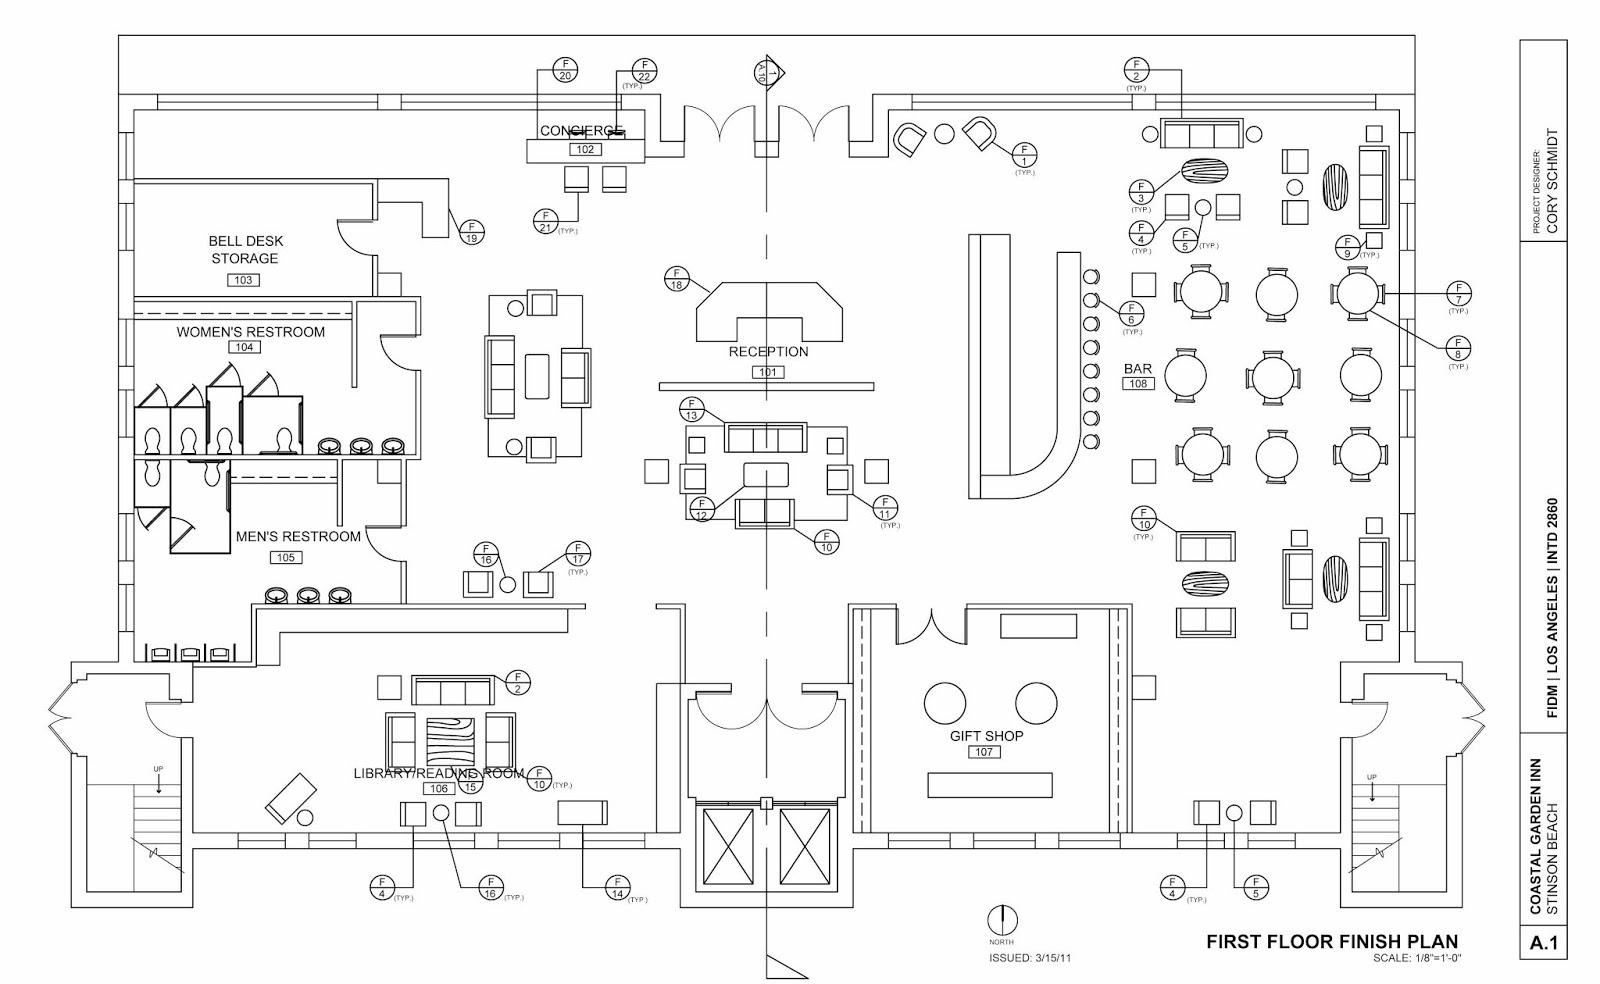 F
20
F
22
(TYP.)
1
A.10
F
2
(TYP.)
CONCIERGE
102
F
1
(TYP.)
F
3
(TYP.)
F
4
(TYP.)
F
5
(TYP.)
F
21
(TYP.)
F
19
F
9
(TYP.)
BELL DESK
STORAGE
103
F
18
F
7
(TYP.)
F
6
(TYP.)
WOMEN'S RESTROOM
104
RECEPTION
101
F
8
(TYP.)
BAR
108
F
13
F
12
F
11
(TYP.)
F
10
F
10
(TYP.)
MEN'S RESTROOM
105
F
16
F
17
(TYP.)
F
2
GIFT SHOP
107
LIBRARY/READING ROOM
106
F
15
F
10
(TYP.)
UP
UP
F
4
(TYP.)
F
16
(TYP.)
F
14
(TYP.)
F
4
(TYP.)
F
5
NORTH
ISSUED: 3/15/11
FIRST FLOOR FINISH PLAN
SCALE: 1/8"=1'-0"
PROJECT DESIGNER:
CORY SCHMIDT
FIDM | LOS ANGELES | INTD 2860
COASTAL GARDEN INN
STINSON BEACH
A.1